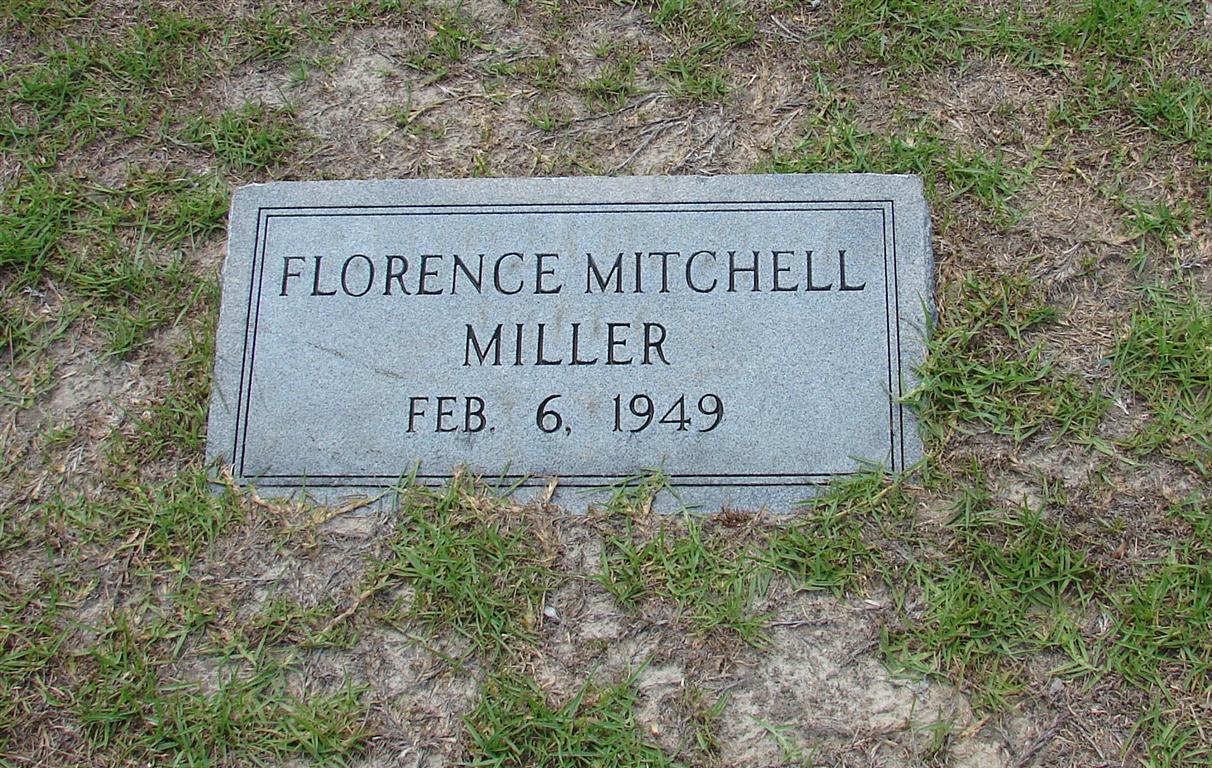 FLORENCE MITCHELL
MILLER
FEB. 6, 1949